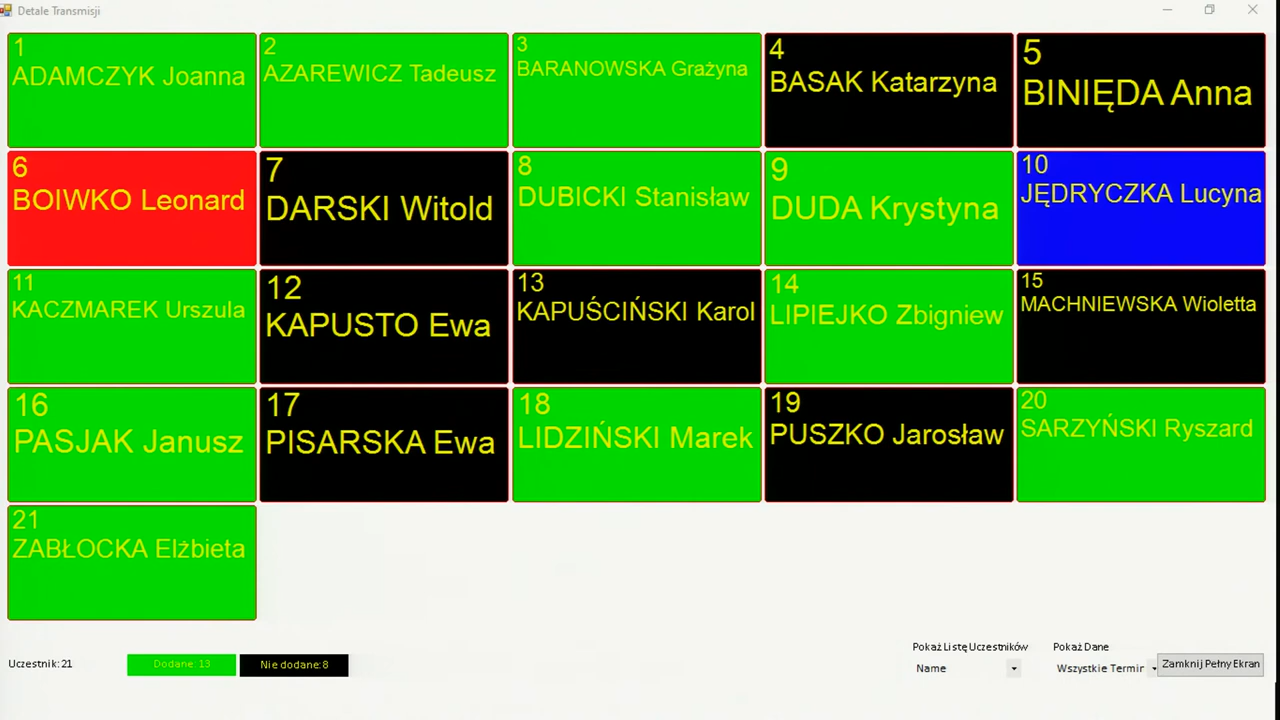 Detale Transmisji
1
ADAMCZYK Joanna
2
AZAREWICZ Tadeusz
3
BARANOWSKA Grażyna
4
BASAK Katarzyna
5
BINIĘDA Anna
6
BOIWKO Leonard
7
DARSKI Witold
8
DUBICKI Stanisław
9
DUDA Krystyna
10
JĘDRYCZKA Lucyna
11
KACZMAREK Urszula
12
KAPUSTO Ewa
13
KAPUŚCIŃSKI Karol
14
LIPIEJKO Zbigniew
15
MACHNIEWSKA Wioletta
16
PASJAK Janusz
17
PISARSKA Ewa
18
LIDZIŃSKI Marek
19
PUSZKO Jarosław
20
SARZYŃSKI Ryszard
21
ZABŁOCKA Elżbieta
Uczestnik: 21
Dodane: 13
Nie dodane: 8
Pokaż Listę Uczestników
Name
Pokaż Dane
Wszystkie Termir
Zamknij Pełny Ekran